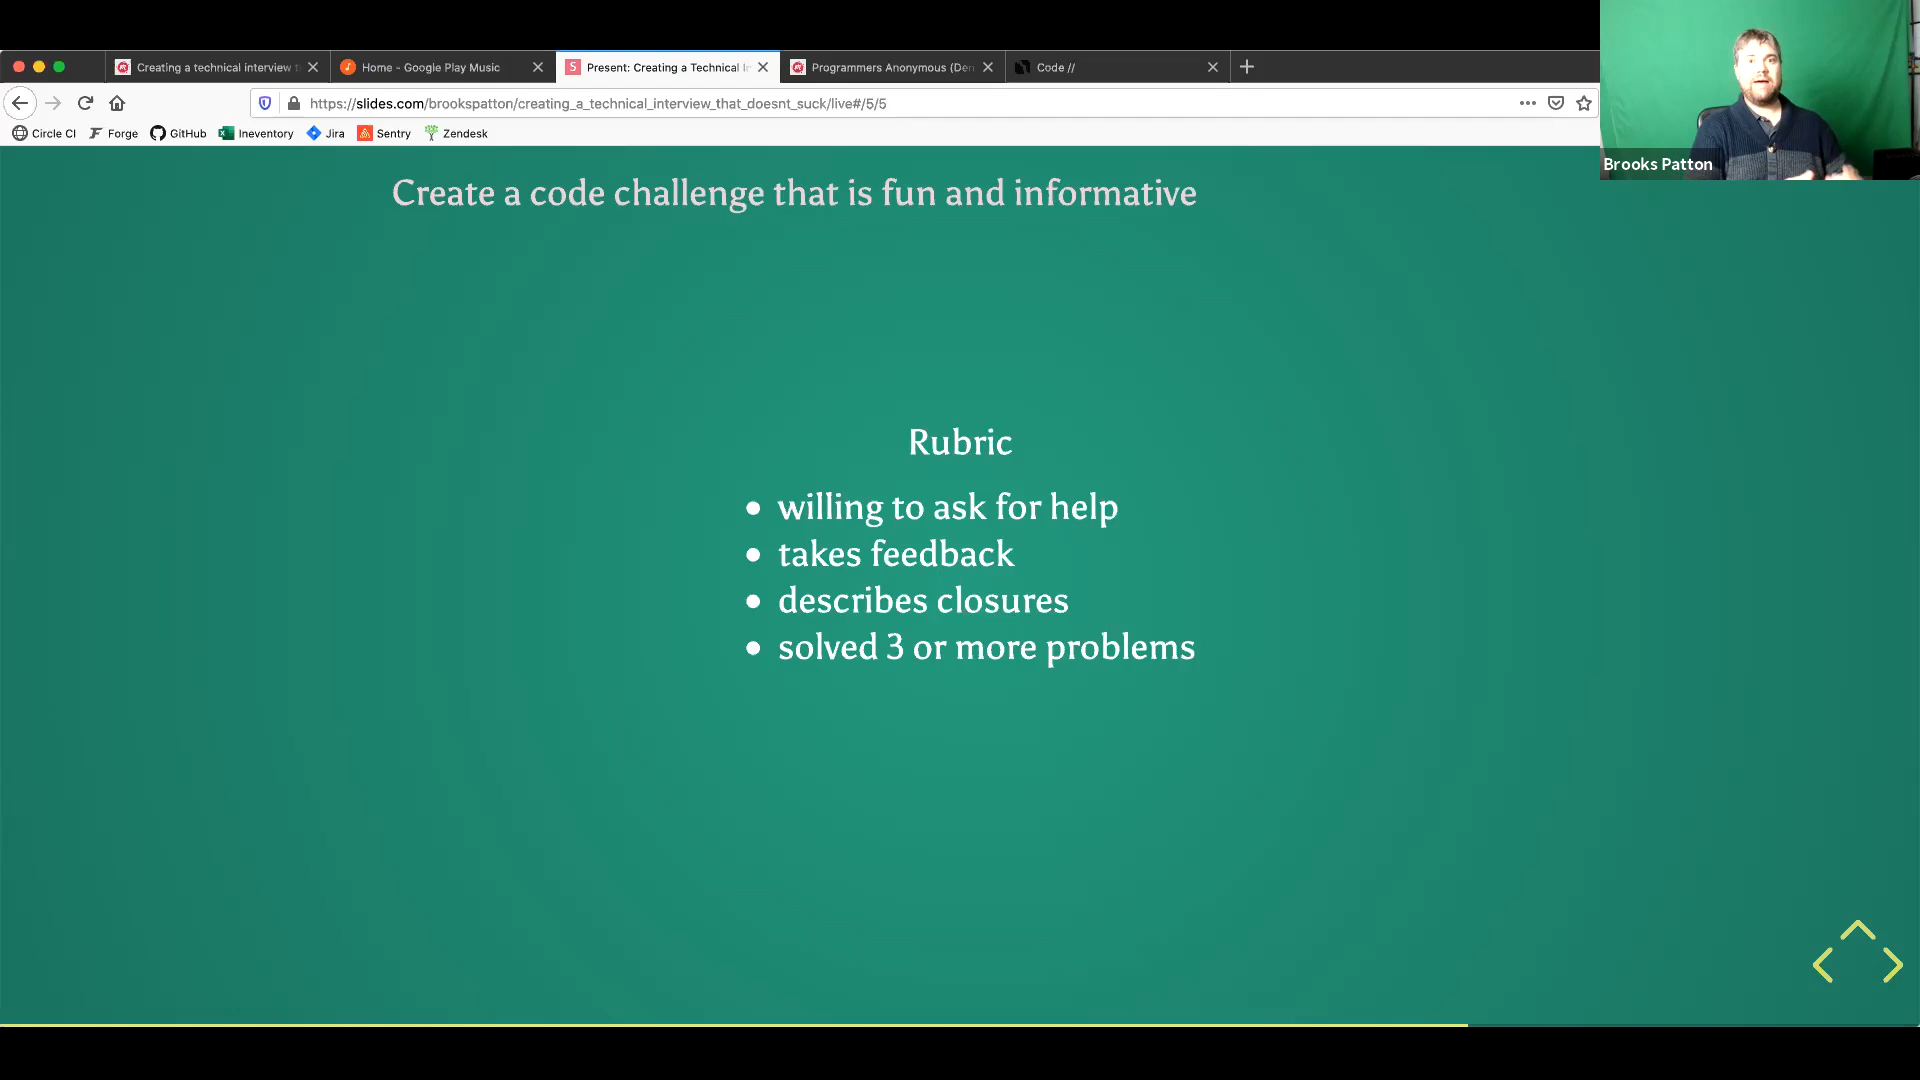 Creating a technical interview t
Home - Google Play Music
S
Present: Creating a Technical In
Programmers Anonymous (Den
Code //
https://slides.com/brookspatton/creating_a_technical_interview_that_doesnt_suck/live#/5/5
Circle CI
Forge
GitHub
Ineventory
Jira
Sentry
Zendesk
Brooks Patton
Create a code challenge that is fun and informative
Rubric
willing to ask for help
takes feedback
describes closures
solved 3 or more problems